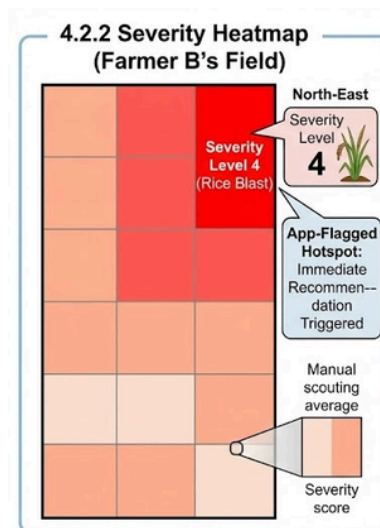 4.2.2 Severity Heatmap
(Farmer B's Field)
North-East
Severity
Level
4
Severity
Level 4
(Rice Blast)
App-Flagged
Hotspot:
Immediate
Recommen--
dation
Triggered
Manual
scouting
average
Severity
score